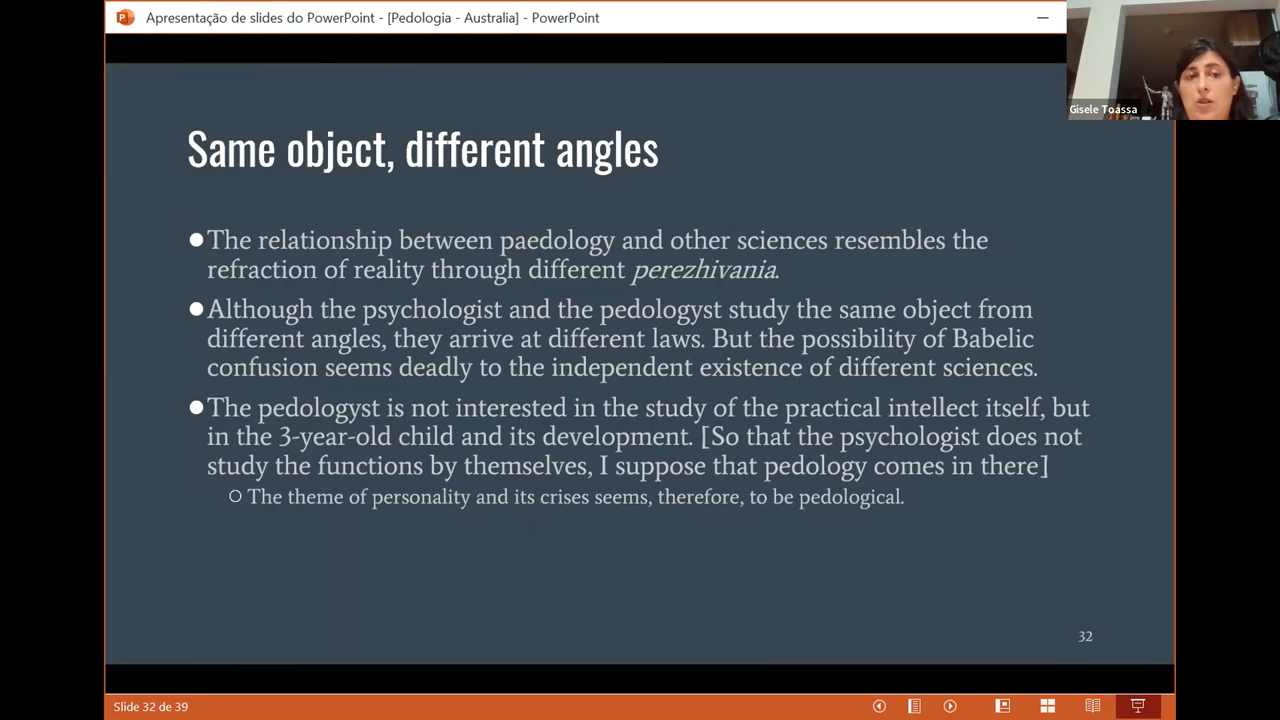 Apresentação de slides do PowerPoint - [Pedologia - Australia] - PowerPoint
Gisele Toassa
Same object, different angles
The relationship between paedology and other sciences resembles the
refraction of reality through different perezhivania.
Although the psychologist and the pedologyst study the same object from
different angles, they arrive at different laws. But the possibility of Babelic
confusion seems deadly to the independent existence of different sciences.
The pedologyst is not interested in the study of the practical intellect itself, but
in the 3-year-old child and its development. [So that the psychologist does not
study the functions by themselves, I suppose that pedology comes in there]
The theme of personality and its crises seems, therefore, to be pedological.
32
Slide 32 de 39